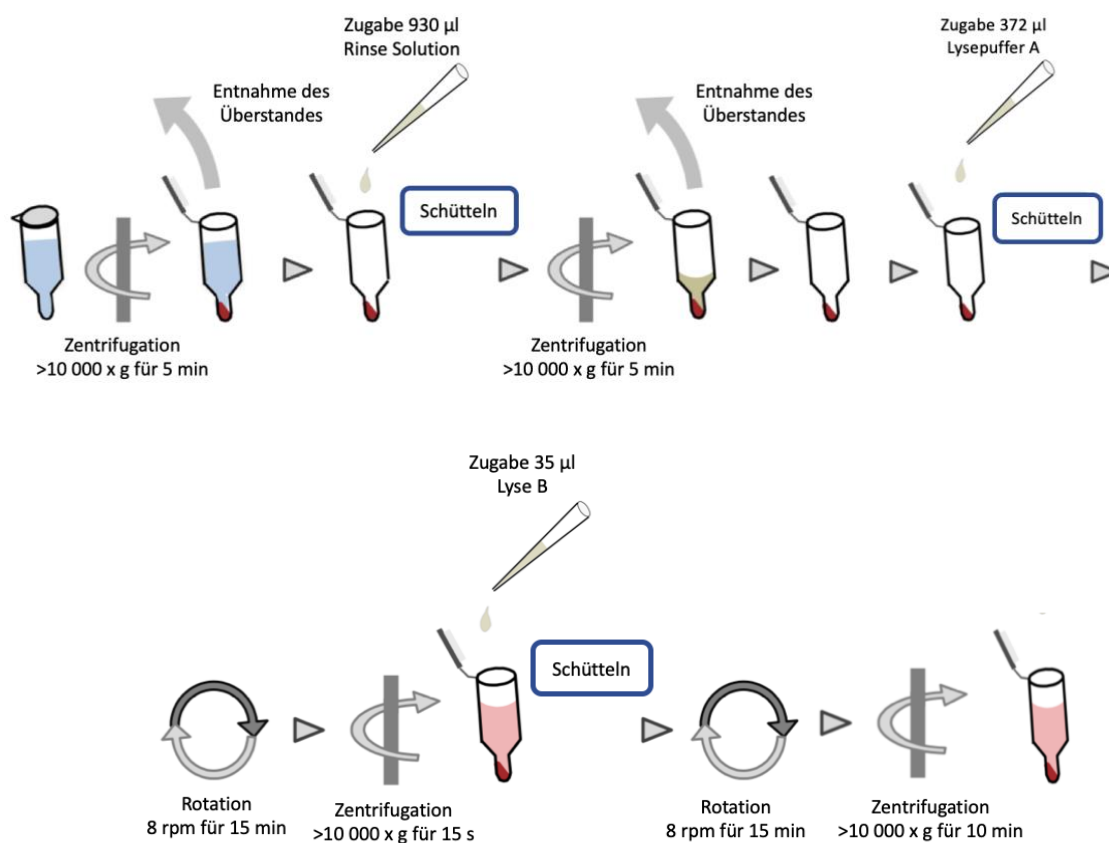 Zugabe 930 µl
Rinse Solution
Zugabe 372 µl
Lysepuffer A
Entnahme des
Überstandes
Entnahme des
Überstandes
Schütteln
Schütteln
Zentrifugation
>10 000 x g für 5 min
Zentrifugation
>10 000 x g für 5 min
Zugabe 35 µl
Lyse B
Schütteln
Rotation
8 rpm für 15 min
Zentrifugation
>10 000 x g für 15 s
Rotation
8 rpm für 15 min
Zentrifugation
>10 000 x g für 10 min